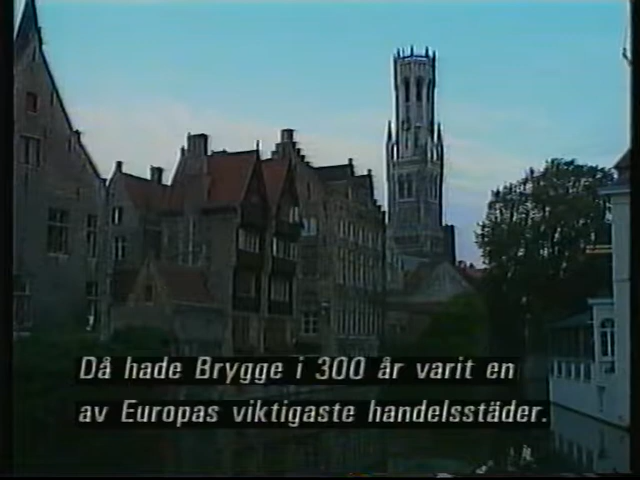 Då hade Brygge i 300 år varit en
av Europas viktigaste handelsstäder.